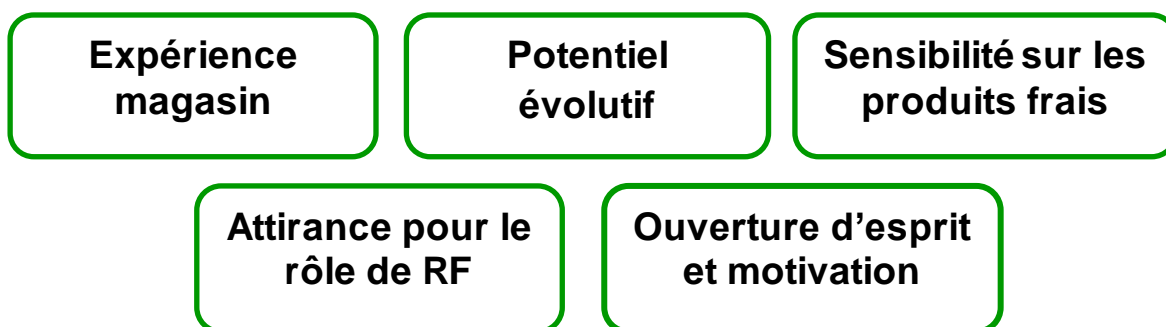 Expérience
magasin
Potentiel
évolutif
Sensibilité sur les
produits frais
Attirance pour le
rôle de RF
Ouverture d’esprit
et motivation